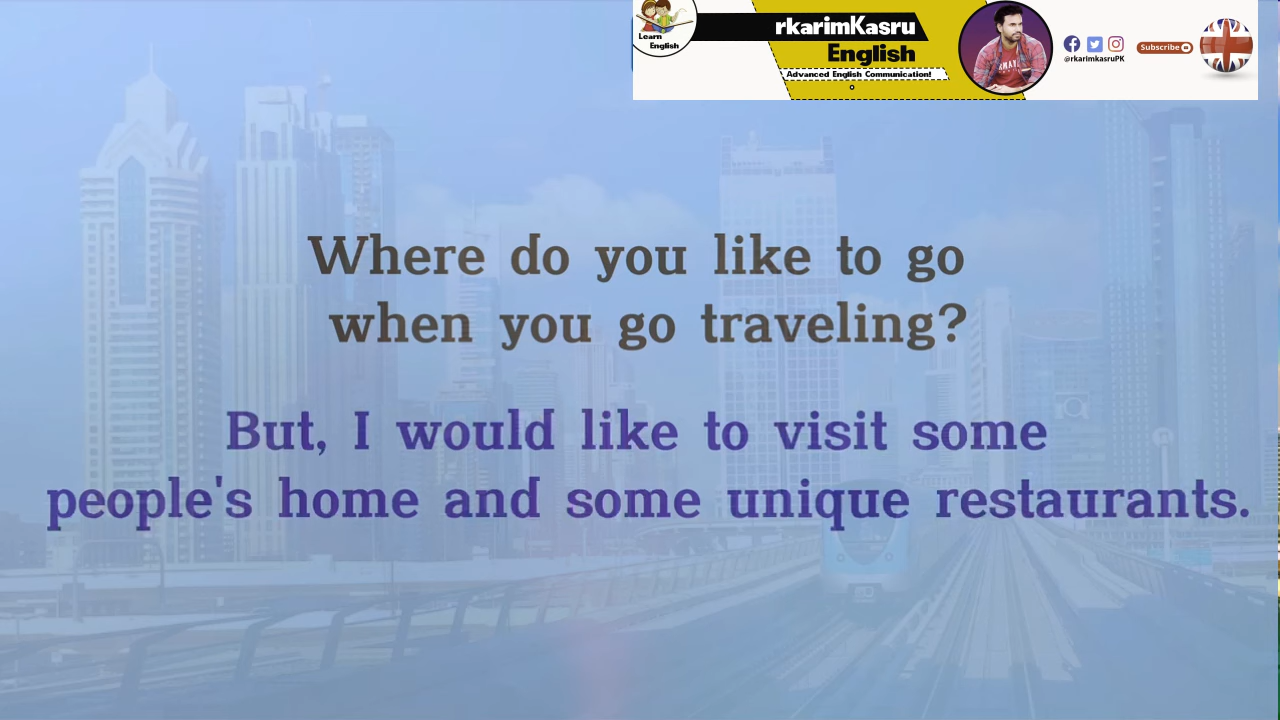 Learn
English
rkarimKasru
English
Advanced English Communication!
@rkarimkasruPK
Subscribe
Where do you like to go
when you go traveling?
But, I would like to visit some
people's home and some unique restaurants.